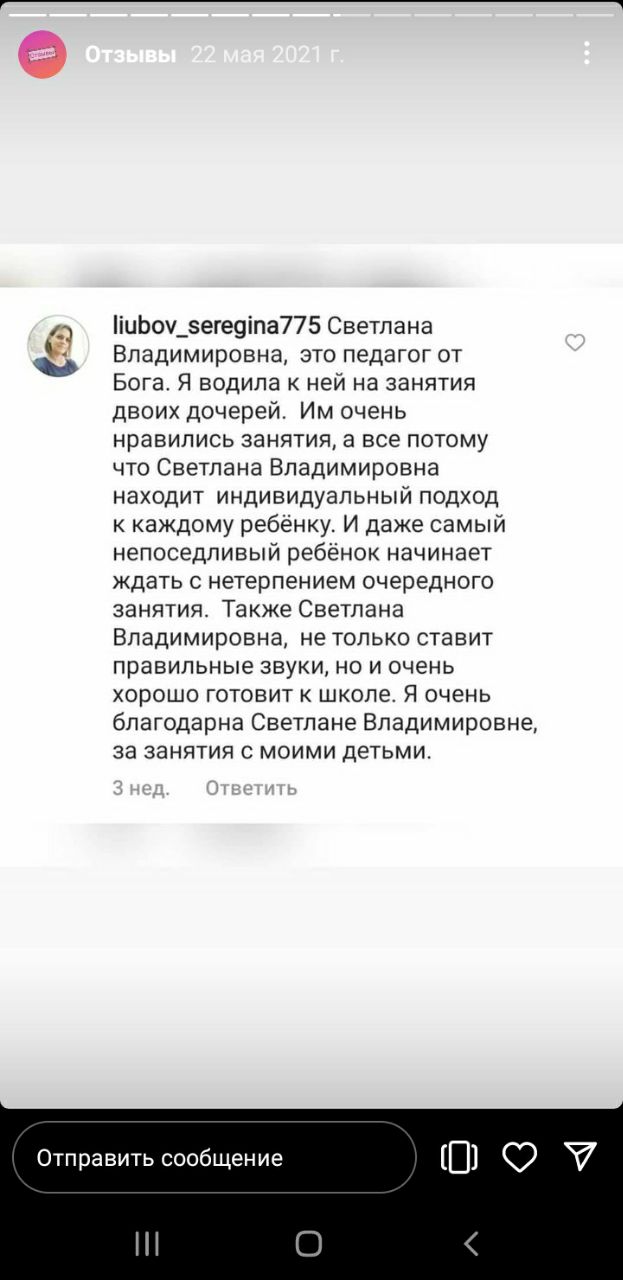 Отзывы 22 мая 2021 г.
liubov_seregina775 Светлана
Владимировна, это педагог от
Бога. Я водила к ней на занятия
двоих дочерей. Им очень
нравились занятия, а все потому
что Светлана Владимировна
находит индивидуальный подход
к каждому ребёнку. И даже самый
непоседливый ребёнок начинает
ждать с нетерпением очередного
занятия. Также Светлана
Владимировна, не только ставит
правильные звуки, но и очень
хорошо готовит к школе. Я очень
благодарна Светлане Владимировне,
за занятия с моими детьми.
3 нед. Ответить
Отправить сообщение